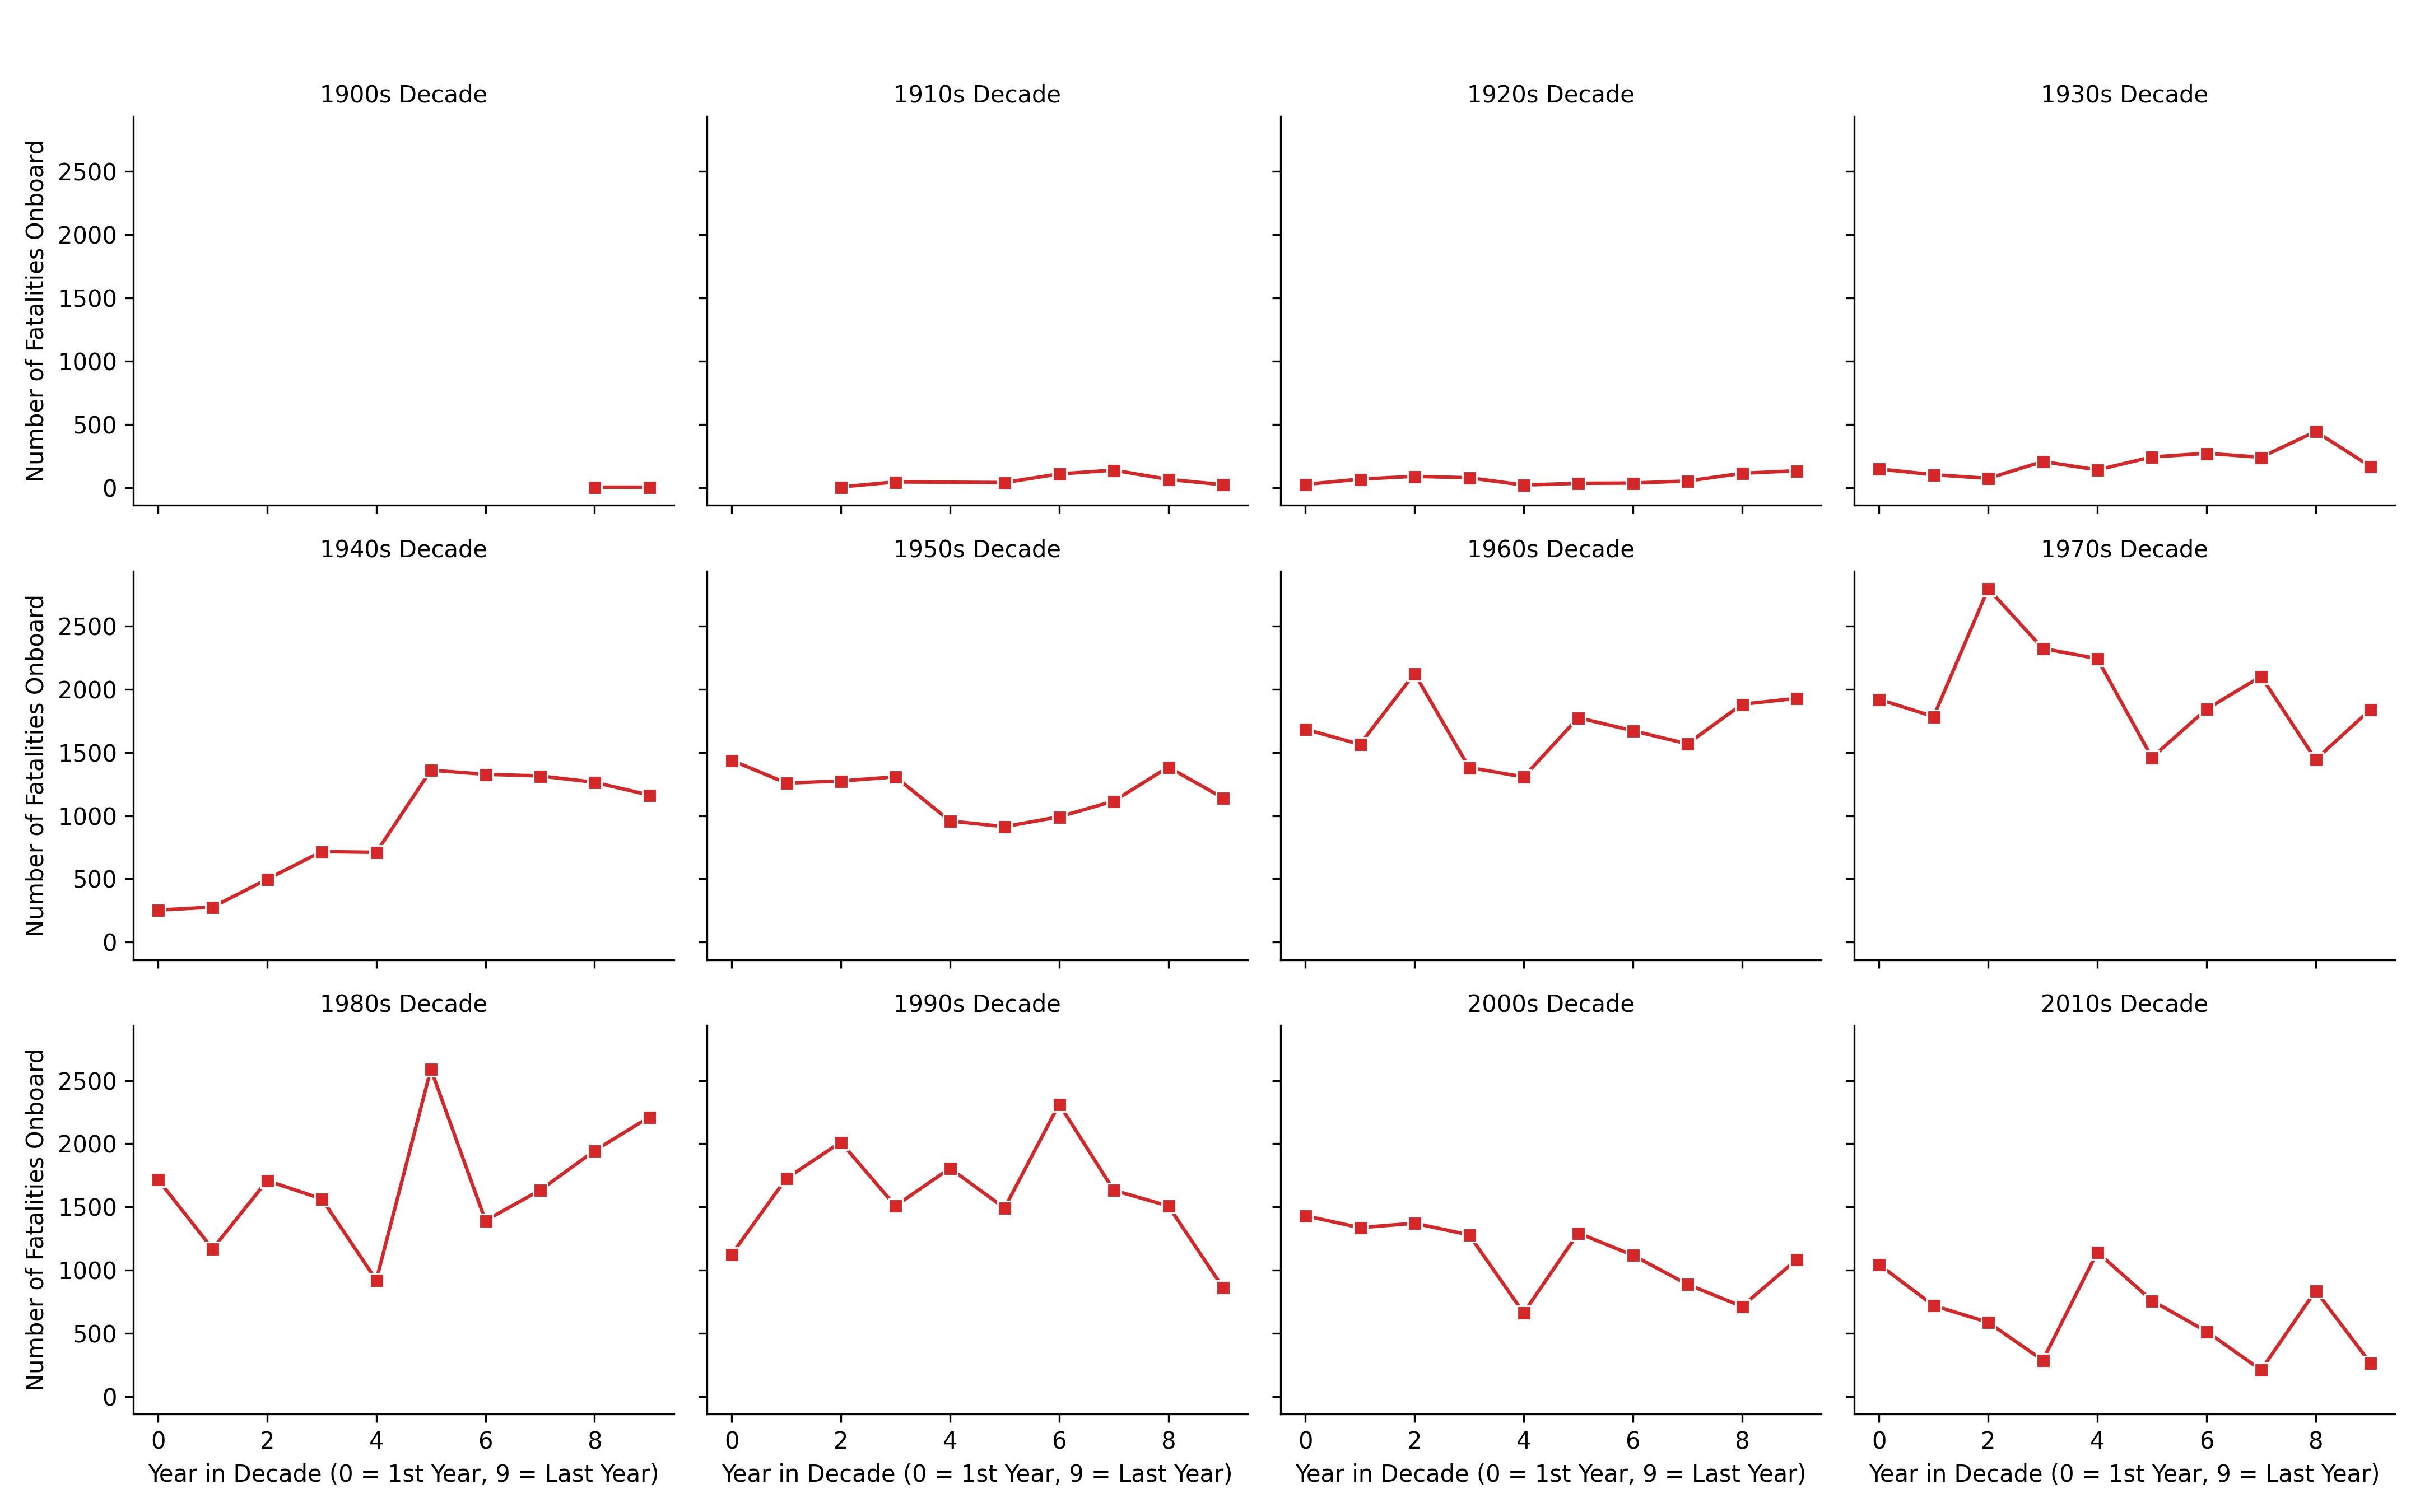 1900s Decade
1910s Decade
1920s Decade
1930s Decade
Number of Fatalities Onboard
2500
2000
1500
1000
500
0
1940s Decade
1950s Decade
1960s Decade
1970s Decade
Number of Fatalities Onboard
2500
2000
1500
1000
500
0
1980s Decade
1990s Decade
2000s Decade
2010s Decade
Number of Fatalities Onboard
2500
2000
1500
1000
500
0
0 2 4 6 8
0 2 4 6 8
0 2 4 6 8
0 2 4 6 8
Year in Decade (0 = 1st Year, 9 = Last Year)
Year in Decade (0 = 1st Year, 9 = Last Year)
Year in Decade (0 = 1st Year, 9 = Last Year)
Year in Decade (0 = 1st Year, 9 = Last Year)